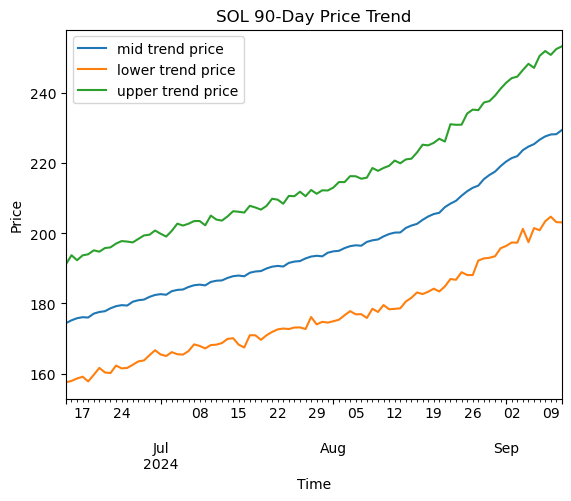 SOL 90-Day Price Trend
mid trend price
lower trend price
upper trend price
240
220
200
180
160
Price
17 24 08 15 22 29 05 12 19 26 02 09
Jul Aug Sep
2024
Time